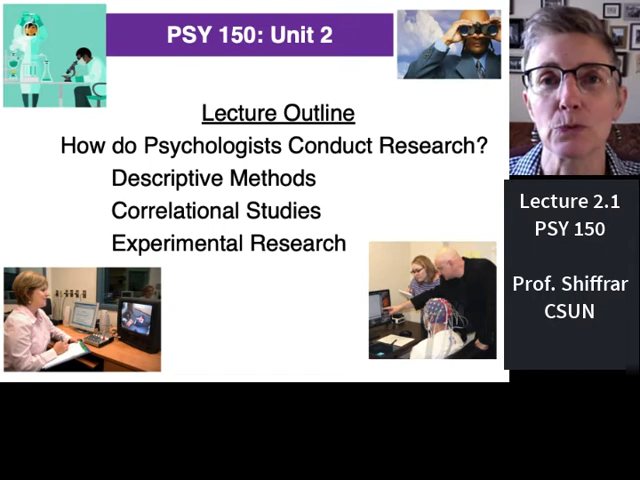 PSY 150: Unit 2
Lecture Outline
How do Psychologists Conduct Research?
Descriptive Methods
Correlational Studies
Experimental Research
Lecture 2.1
PSY 150
Prof. Shiffrar
CSUN